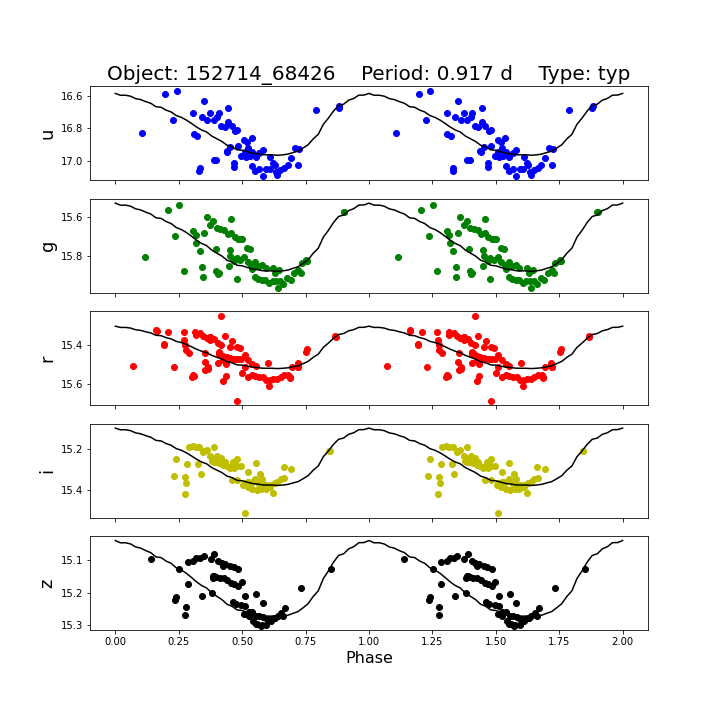 Object: 152714_68426    Period: 0.917 d    Type: typ
u
16.6
16.8
17.0
g
15.6
15.8
r
15.4
15.6
i
15.2
15.4
z
15.1
15.2
15.3
0.00 0.25 0.50 0.75 1.00 1.25 1.50 1.75 2.00
Phase